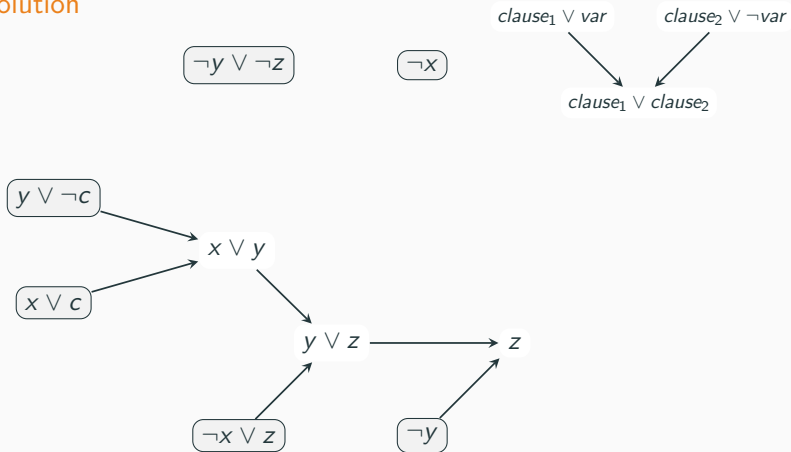 olution
clause₁ ∨ var
clause₂ ∨ ¬var
¬y ∨ ¬z
¬x
clause₁ ∨ clause₂
y ∨ ¬c
x ∨ y
x ∨ c
y ∨ z
z
¬x ∨ z
¬y